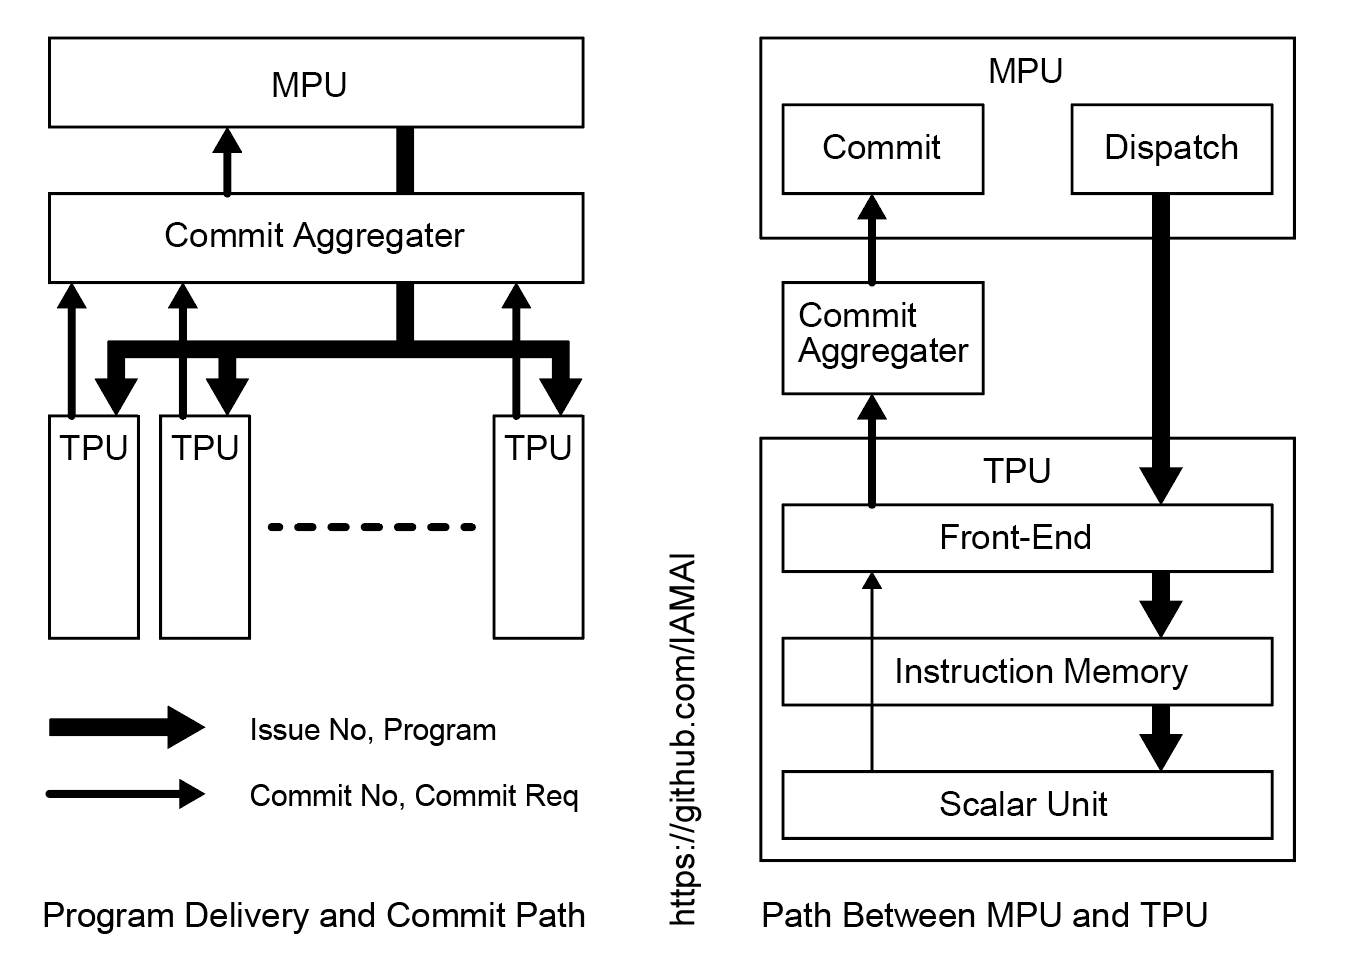 MPU
Commit Aggregater
TPU
TPU
TPU
Issue No, Program
Commit No, Commit Req
Program Delivery and Commit Path
https://github.com/IAMAI
MPU
Commit
Dispatch
Commit
Aggregater
TPU
Front-End
Instruction Memory
Scalar Unit
Path Between MPU and TPU